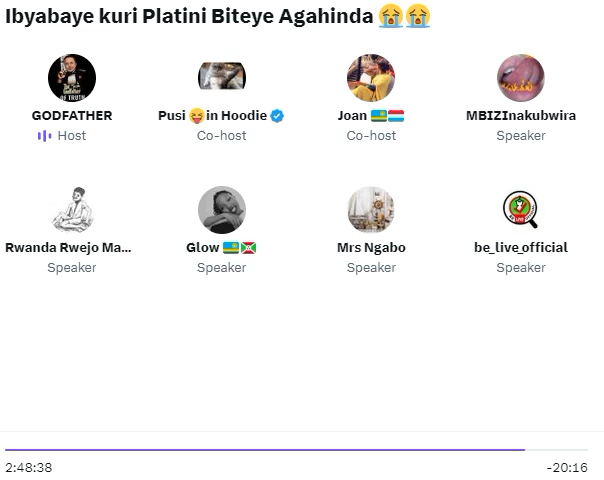 Ibyabaye kuri Platini Biteye Agahinda 😭😭
GODFATHER
Host
Pusi 😝in Hoodie
Co-host
Joan 🇷🇼🇱🇺
Co-host
MBIZInakubwira
Speaker
Rwanda Rwejo Ma...
Speaker
Glow 🇷🇼🇧🇮
Speaker
Mrs Ngabo
Speaker
be_live_official
Speaker
2:48:38
-20:16